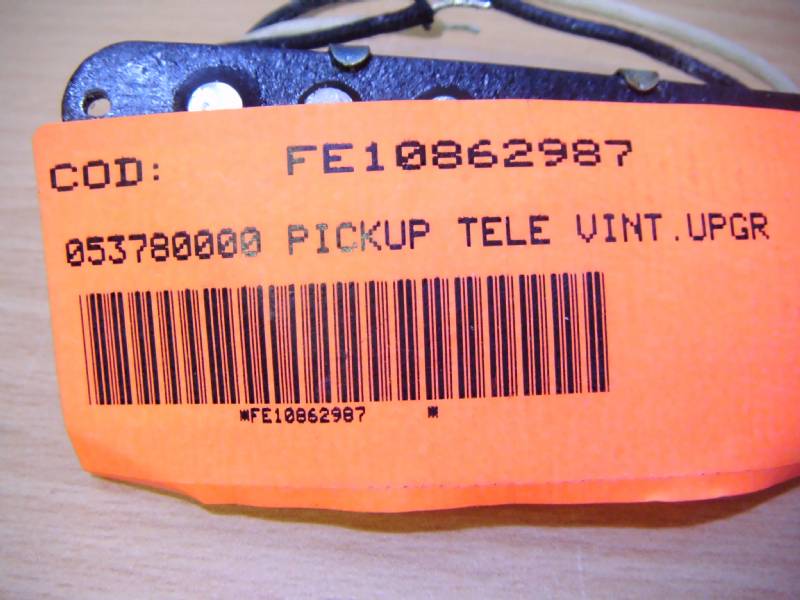 COD: FE10862987
053780000 PICKUP TELE VINT.UPGR
*FE10862987 *